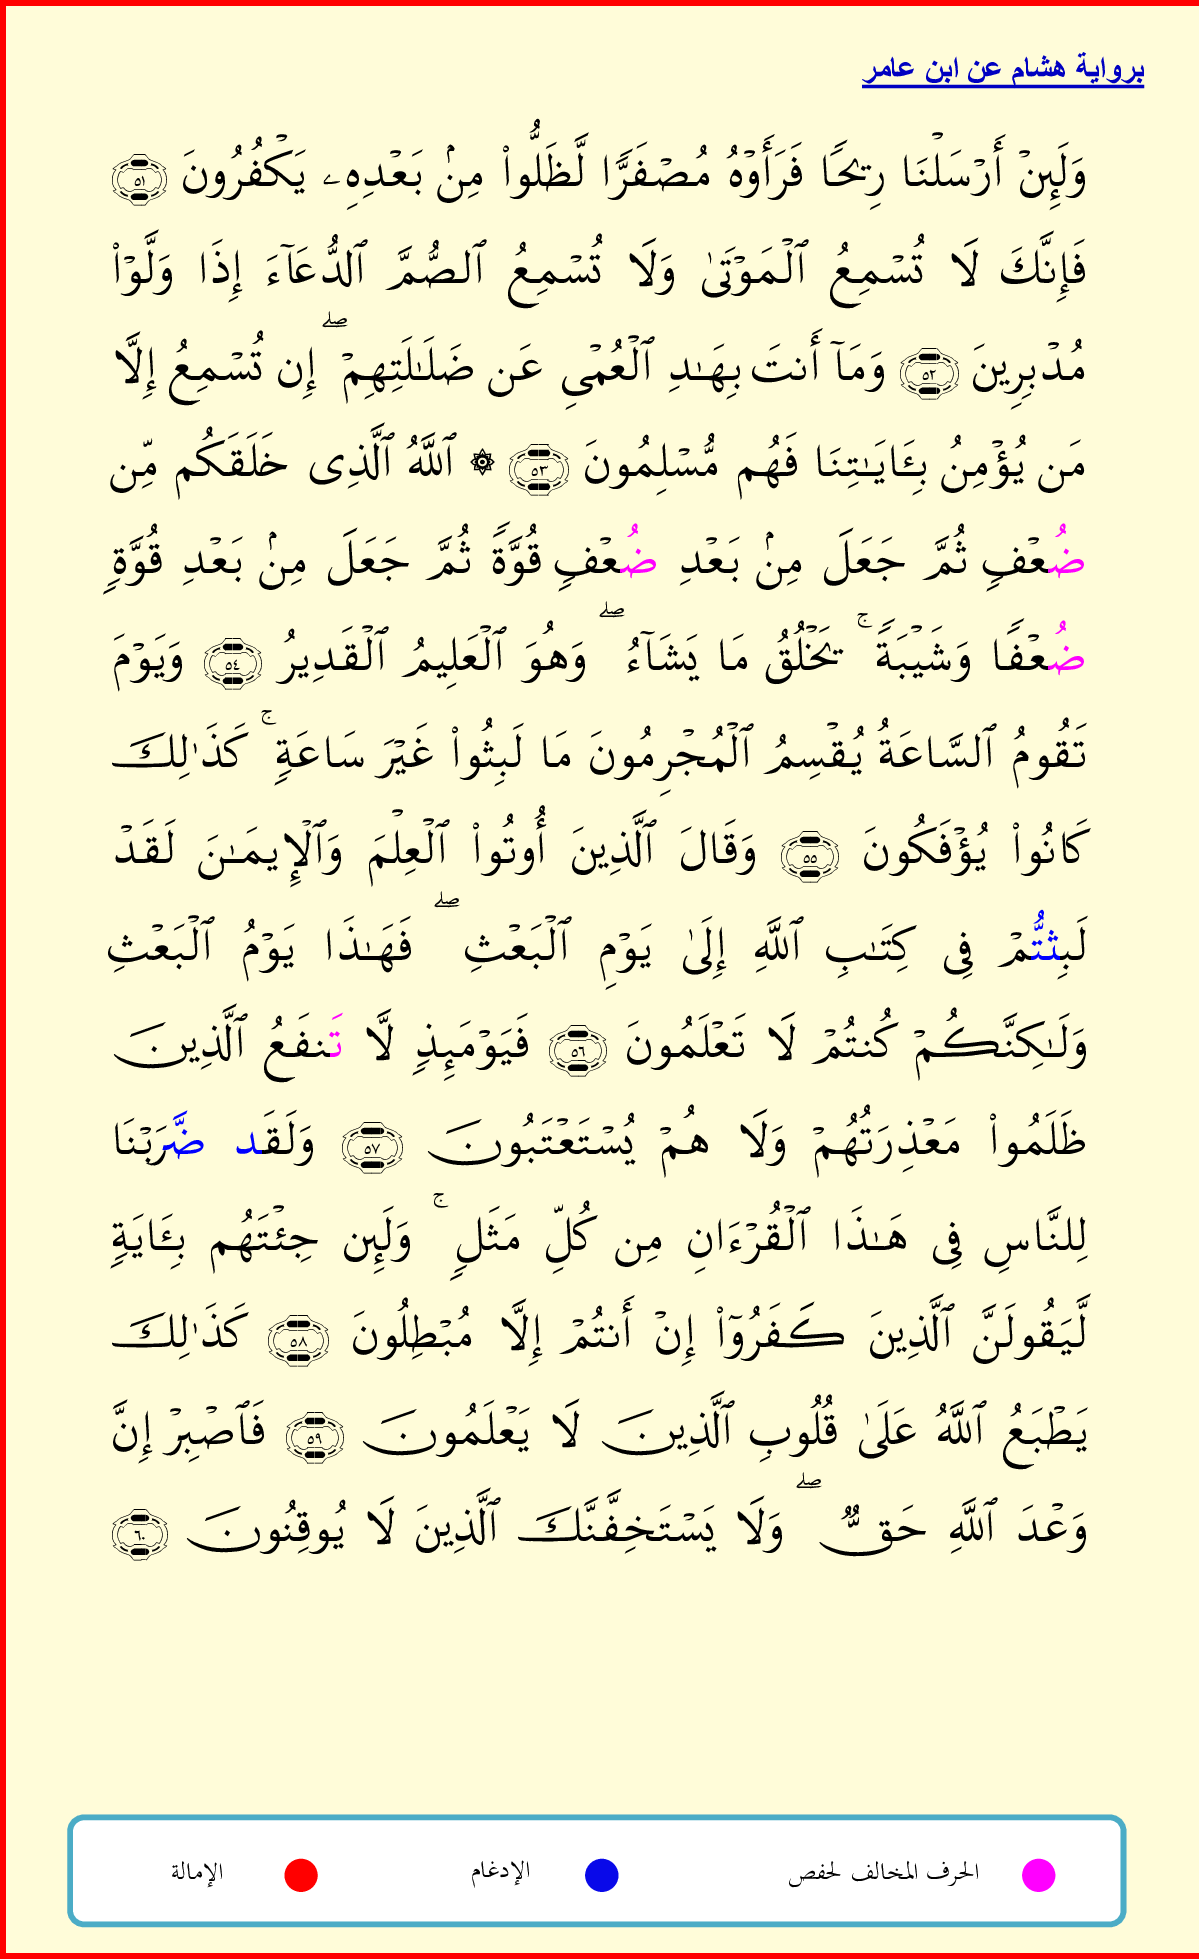 برواية هشام عن ابن عامر
وَلَئِنْ أَرْسَلْنَا رِيحًا فَرَأَوْهُ مُصْفَرًّا لَّظَلُّوا۟ مِنۢ بَعْدِهِۦ يَكْفُرُونَ ٥١
فَإِنَّكَ لَا تُسْمِعُ ٱلْمَوْتَىٰ وَلَا تُسْمِعُ ٱلصُّمَّ ٱلدُّعَآءَ إِذَا وَلَّوْا۟
مُدْبِرِينَ ٥٢ وَمَآ أَنتَ بِهَـٰدِ ٱلْعُمْىِ عَن ضَلَـٰلَتِهِمْ ۖ إِن تُسْمِعُ إِلَّا
مَن يُؤْمِنُ بِـَٔايَـٰتِنَا فَهُم مُّسْلِمُونَ ٥٣ ۞ ٱللَّهُ ٱلَّذِى خَلَقَكُم مِّن
ضُعْفٍ ثُمَّ جَعَلَ مِنۢ بَعْدِ ضُعْفٍ قُوَّةً ثُمَّ جَعَلَ مِنۢ بَعْدِ قُوَّةٍ
ضُعْفًا وَشَيْبَةً ۚ يَخْلُقُ مَا يَشَآءُ ۖ وَهُوَ ٱلْعَلِيمُ ٱلْقَدِيرُ ٥٤ وَيَوْمَ
تَقُومُ ٱلسَّاعَةُ يُقْسِمُ ٱلْمُجْرِمُونَ مَا لَبِثُوا۟ غَيْرَ سَاعَةٍ ۚ كَذَٰلِكَ
كَانُوا۟ يُؤْفَكُونَ ٥٥ وَقَالَ ٱلَّذِينَ أُوتُوا۟ ٱلْعِلْمَ وَٱلْإِيمَـٰنَ لَقَدْ
لَبِثتُّمْ فِى كِتَـٰبِ ٱللَّهِ إِلَىٰ يَوْمِ ٱلْبَعْثِ ۖ فَهَـٰذَا يَوْمُ ٱلْبَعْثِ
وَلَـٰكِنَّكُمْ كُنتُمْ لَا تَعْلَمُونَ ٥٦ فَيَوْمَئِذٍ لَّا تَنفَعُ ٱلَّذِينَ
ظَلَمُوا۟ مَعْذِرَتُهُمْ وَلَا هُمْ يُسْتَعْتَبُونَ ٥٧ وَلَقَد ضَّرَبْنَا
لِلنَّاسِ فِى هَـٰذَا ٱلْقُرْءَانِ مِن كُلِّ مَثَلٍ ۚ وَلَئِن جِئْتَهُم بِـَٔايَةٍ
لَّيَقُولَنَّ ٱلَّذِينَ كَفَرُوٓا۟ إِنْ أَنتُمْ إِلَّا مُبْطِلُونَ ٥٨ كَذَٰلِكَ
يَطْبَعُ ٱللَّهُ عَلَىٰ قُلُوبِ ٱلَّذِينَ لَا يَعْلَمُونَ ٥٩ فَٱصْبِرْ إِنَّ
وَعْدَ ٱللَّهِ حَقٌّ ۖ وَلَا يَسْتَخِفَّنَّكَ ٱلَّذِينَ لَا يُوقِنُونَ ٦٠
الحرف المخالف لحفص الإدغام الإمالة